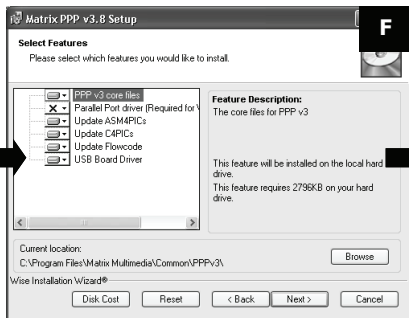 Matrix PPP v3.8 Setup
F
Select Features
Please select which features you would like to install.
PPP v3 core files
Parallel Port driver (Required for
Update ASM4PICs
Update C4PICs
Update Flowcode
USB Board Driver
Feature Description:
The core files for PPP v3
This feature will be installed on the local hard
drive.
This feature requires 2796KB on your hard
drive.
Current location:
C:\Program Files\Matrix Multimedia\Common\PPPv3\
Browse
Wise Installation Wizard®
Disk Cost
Reset
< Back
Next >
Cancel